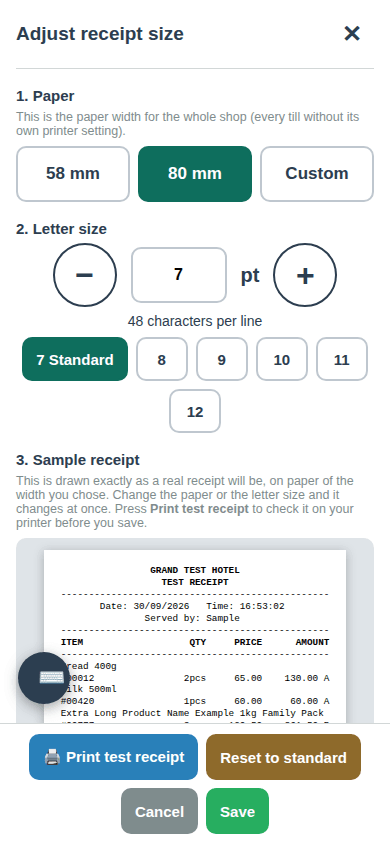 Adjust receipt size ✕
1. Paper
This is the paper width for the whole shop (every till without its
own printer setting).
58 mm 80 mm Custom
2. Letter size
− 7 pt +
48 characters per line
7 Standard 8 9 10 11
12
3. Sample receipt
This is drawn exactly as a real receipt will be, on paper of the
width you chose. Change the paper or the letter size and it
changes at once. Press Print test receipt to check it on your
printer before you save.
GRAND TEST HOTEL
TEST RECEIPT
------------------------------------------------
Date: 30/09/2026 Time: 16:53:02
Served by: Sample
------------------------------------------------
ITEM QTY PRICE AMOUNT
------------------------------------------------
read 400g
00012 2pcs 65.00 130.00 A
ilk 500ml
#00420 1pcs 60.00 60.00 A
Extra Long Product Name Example 1kg Family Pack
Print test receipt Reset to standard
Cancel Save